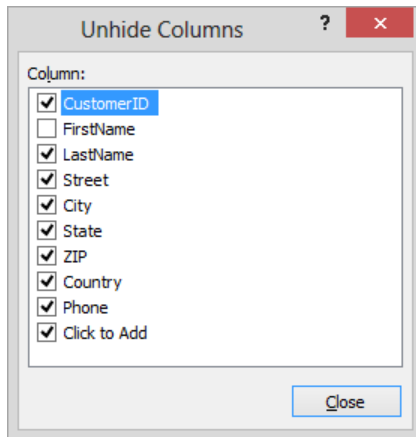 Unhide Columns ?
Column:
CustomerID
FirstName
LastName
Street
City
State
ZIP
Country
Phone
Click to Add
Close